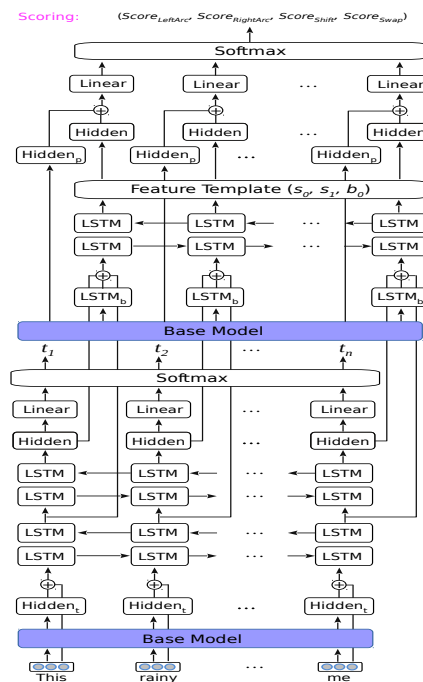 Scoring: (Score_LeftArc, Score_RightArc, Score_Shift, Score_Swap)
Softmax
Linear Linear ... Linear
Hidden Hidden ... Hidden
Hidden_p Hidden_p ... Hidden_p
Feature Template (s_0, s_1, b_0)
LSTM LSTM ... LSTM
LSTM LSTM ... LSTM
LSTM_b LSTM_b LSTM_b
Base Model
t_1 t_2 ... t_n
Softmax
Linear Linear ... Linear
Hidden Hidden ... Hidden
LSTM LSTM ... LSTM
LSTM LSTM ... LSTM
LSTM LSTM ... LSTM
LSTM LSTM ... LSTM
Hidden_t Hidden_t ... Hidden_t
Base Model
This rainy ... me